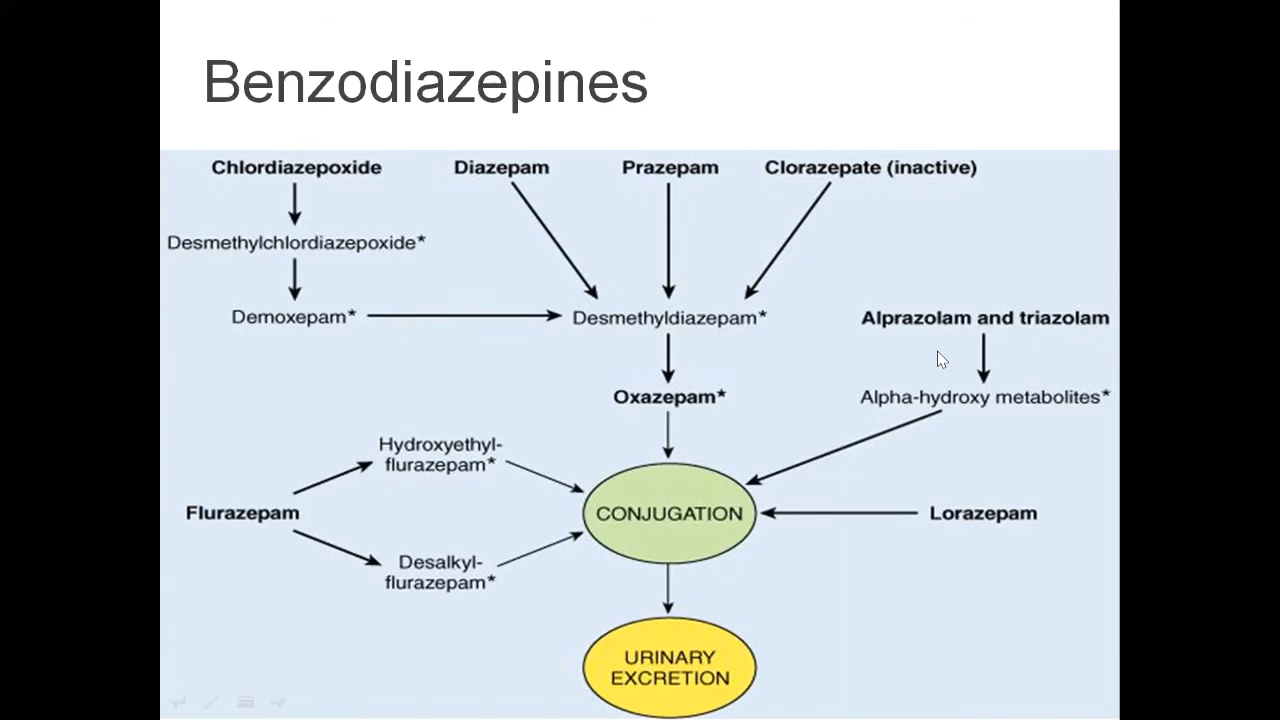 Benzodiazepines
Chlordiazepoxide
Diazepam
Prazepam
Clorazepate (inactive)
Desmethylchlordiazepoxide*
Demoxepam*
Desmethyldiazepam*
Alprazolam and triazolam
Oxazepam*
Alpha-hydroxy metabolites*
Hydroxyethyl-
flurazepam*
Flurazepam
CONJUGATION
Lorazepam
Desalkyl-
flurazepam*
URINARY
EXCRETION